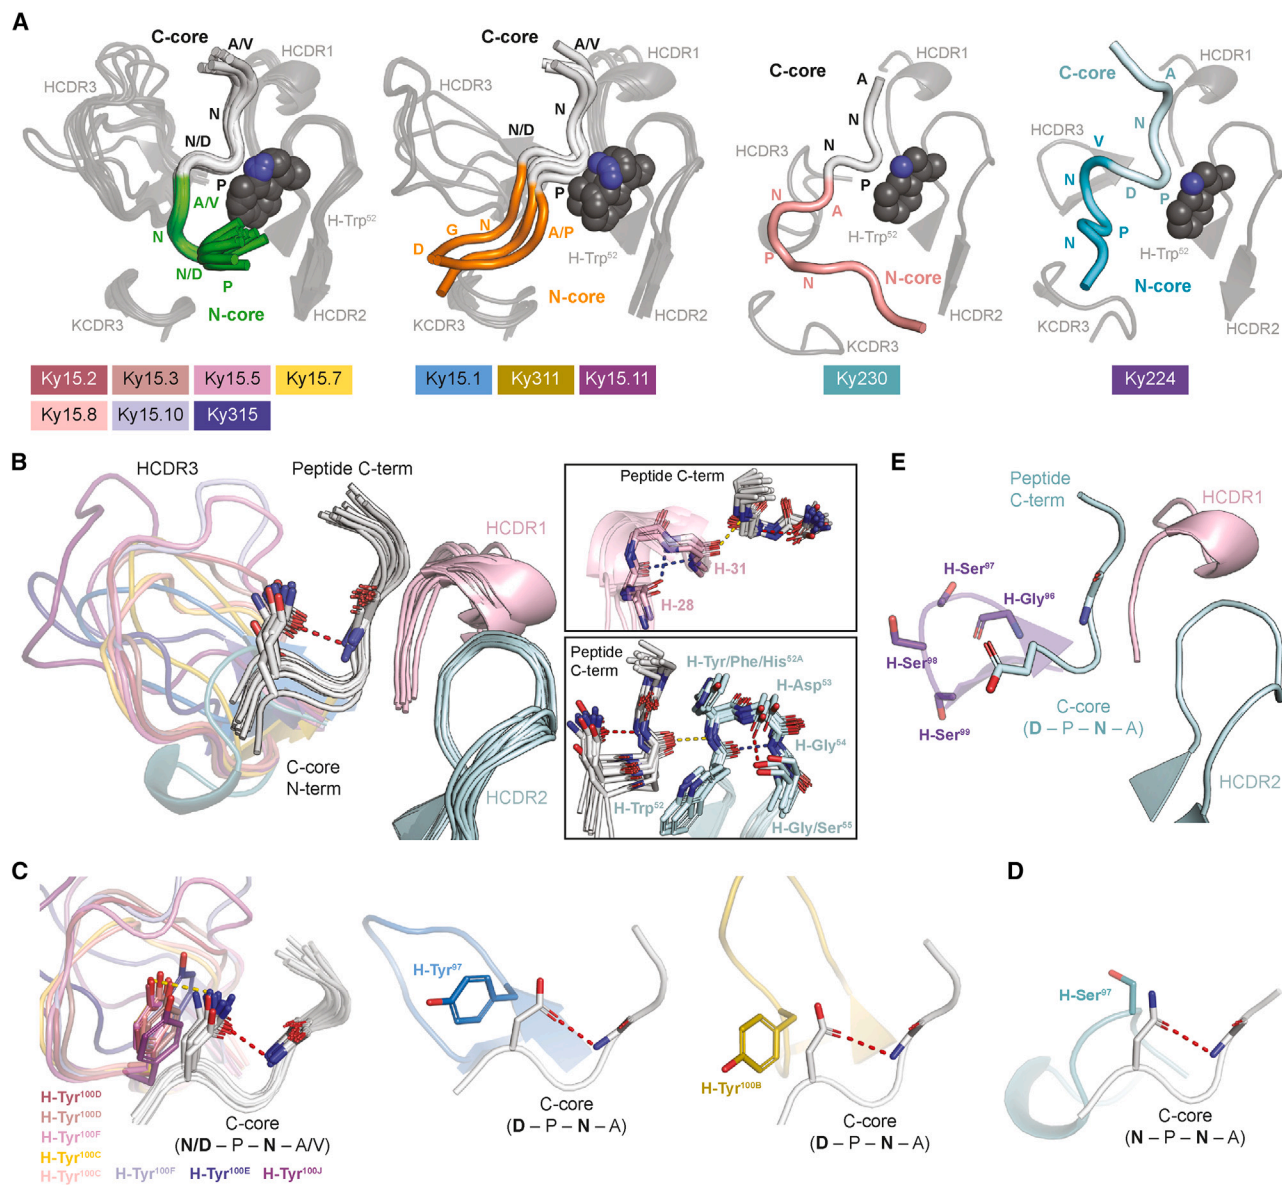 A
C-core
A/V
HCDR1
HCDR3
N
N/D
P
A/V
N
H-Trp52
N/D
P
N-core
KCDR3
HCDR2
C-core
A/V
HCDR1
HCDR3
N
N/D
P
G
N
D
A/P
H-Trp52
N-core
KCDR3
HCDR2
C-core
A
HCDR1
N
HCDR3
N
P
N
A
H-Trp52
P
N
N-core
KCDR3
HCDR2
C-core
A
HCDR1
N
HCDR3
V
N
D
P
N
P
H-Trp52
N-core
KCDR3
HCDR2
Ky15.2 Ky15.3 Ky15.5 Ky15.7
Ky15.8 Ky15.10 Ky315
Ky15.1 Ky311 Ky15.11
Ky230
Ky224
B
HCDR3
Peptide C-term
HCDR1
C-core
N-term
HCDR2
Peptide C-term
H-31
H-28
Peptide
C-term
H-Tyr/Phe/His52A
H-Asp53
H-Gly54
H-Trp52
H-Gly/Ser55
E
Peptide
C-term
HCDR1
H-Ser97
H-Gly96
H-Ser98
H-Ser99
C-core
(D – P – N – A)
HCDR2
C
H-Tyr100D
H-Tyr100D
H-Tyr100F
H-Tyr100C
H-Tyr100C
H-Tyr100F
H-Tyr100E
H-Tyr100J
C-core
(N/D – P – N – A/V)
H-Tyr97
C-core
(D – P – N – A)
H-Tyr100B
C-core
(D – P – N – A)
D
H-Ser97
C-core
(N – P – N – A)